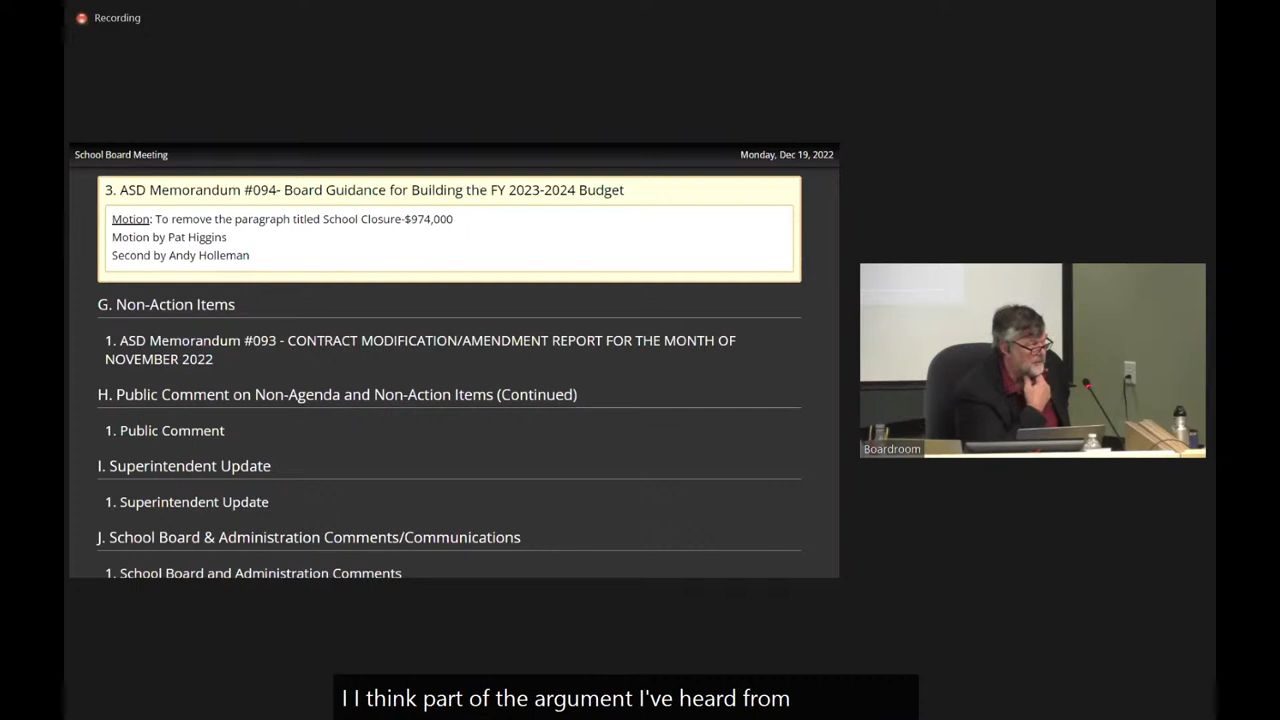 Recording
School Board Meeting
Monday, Dec 19, 2022
3. ASD Memorandum #094- Board Guidance for Building the FY 2023-2024 Budget
Motion: To remove the paragraph titled School Closure-$974,000
Motion by Pat Higgins
Second by Andy Holleman
G. Non-Action Items
1. ASD Memorandum #093 - CONTRACT MODIFICATION/AMENDMENT REPORT FOR THE MONTH OF
NOVEMBER 2022
H. Public Comment on Non-Agenda and Non-Action Items (Continued)
1. Public Comment
I. Superintendent Update
1. Superintendent Update
J. School Board & Administration Comments/Communications
1. School Board and Administration Comments
Boardroom
I I think part of the argument I've heard from